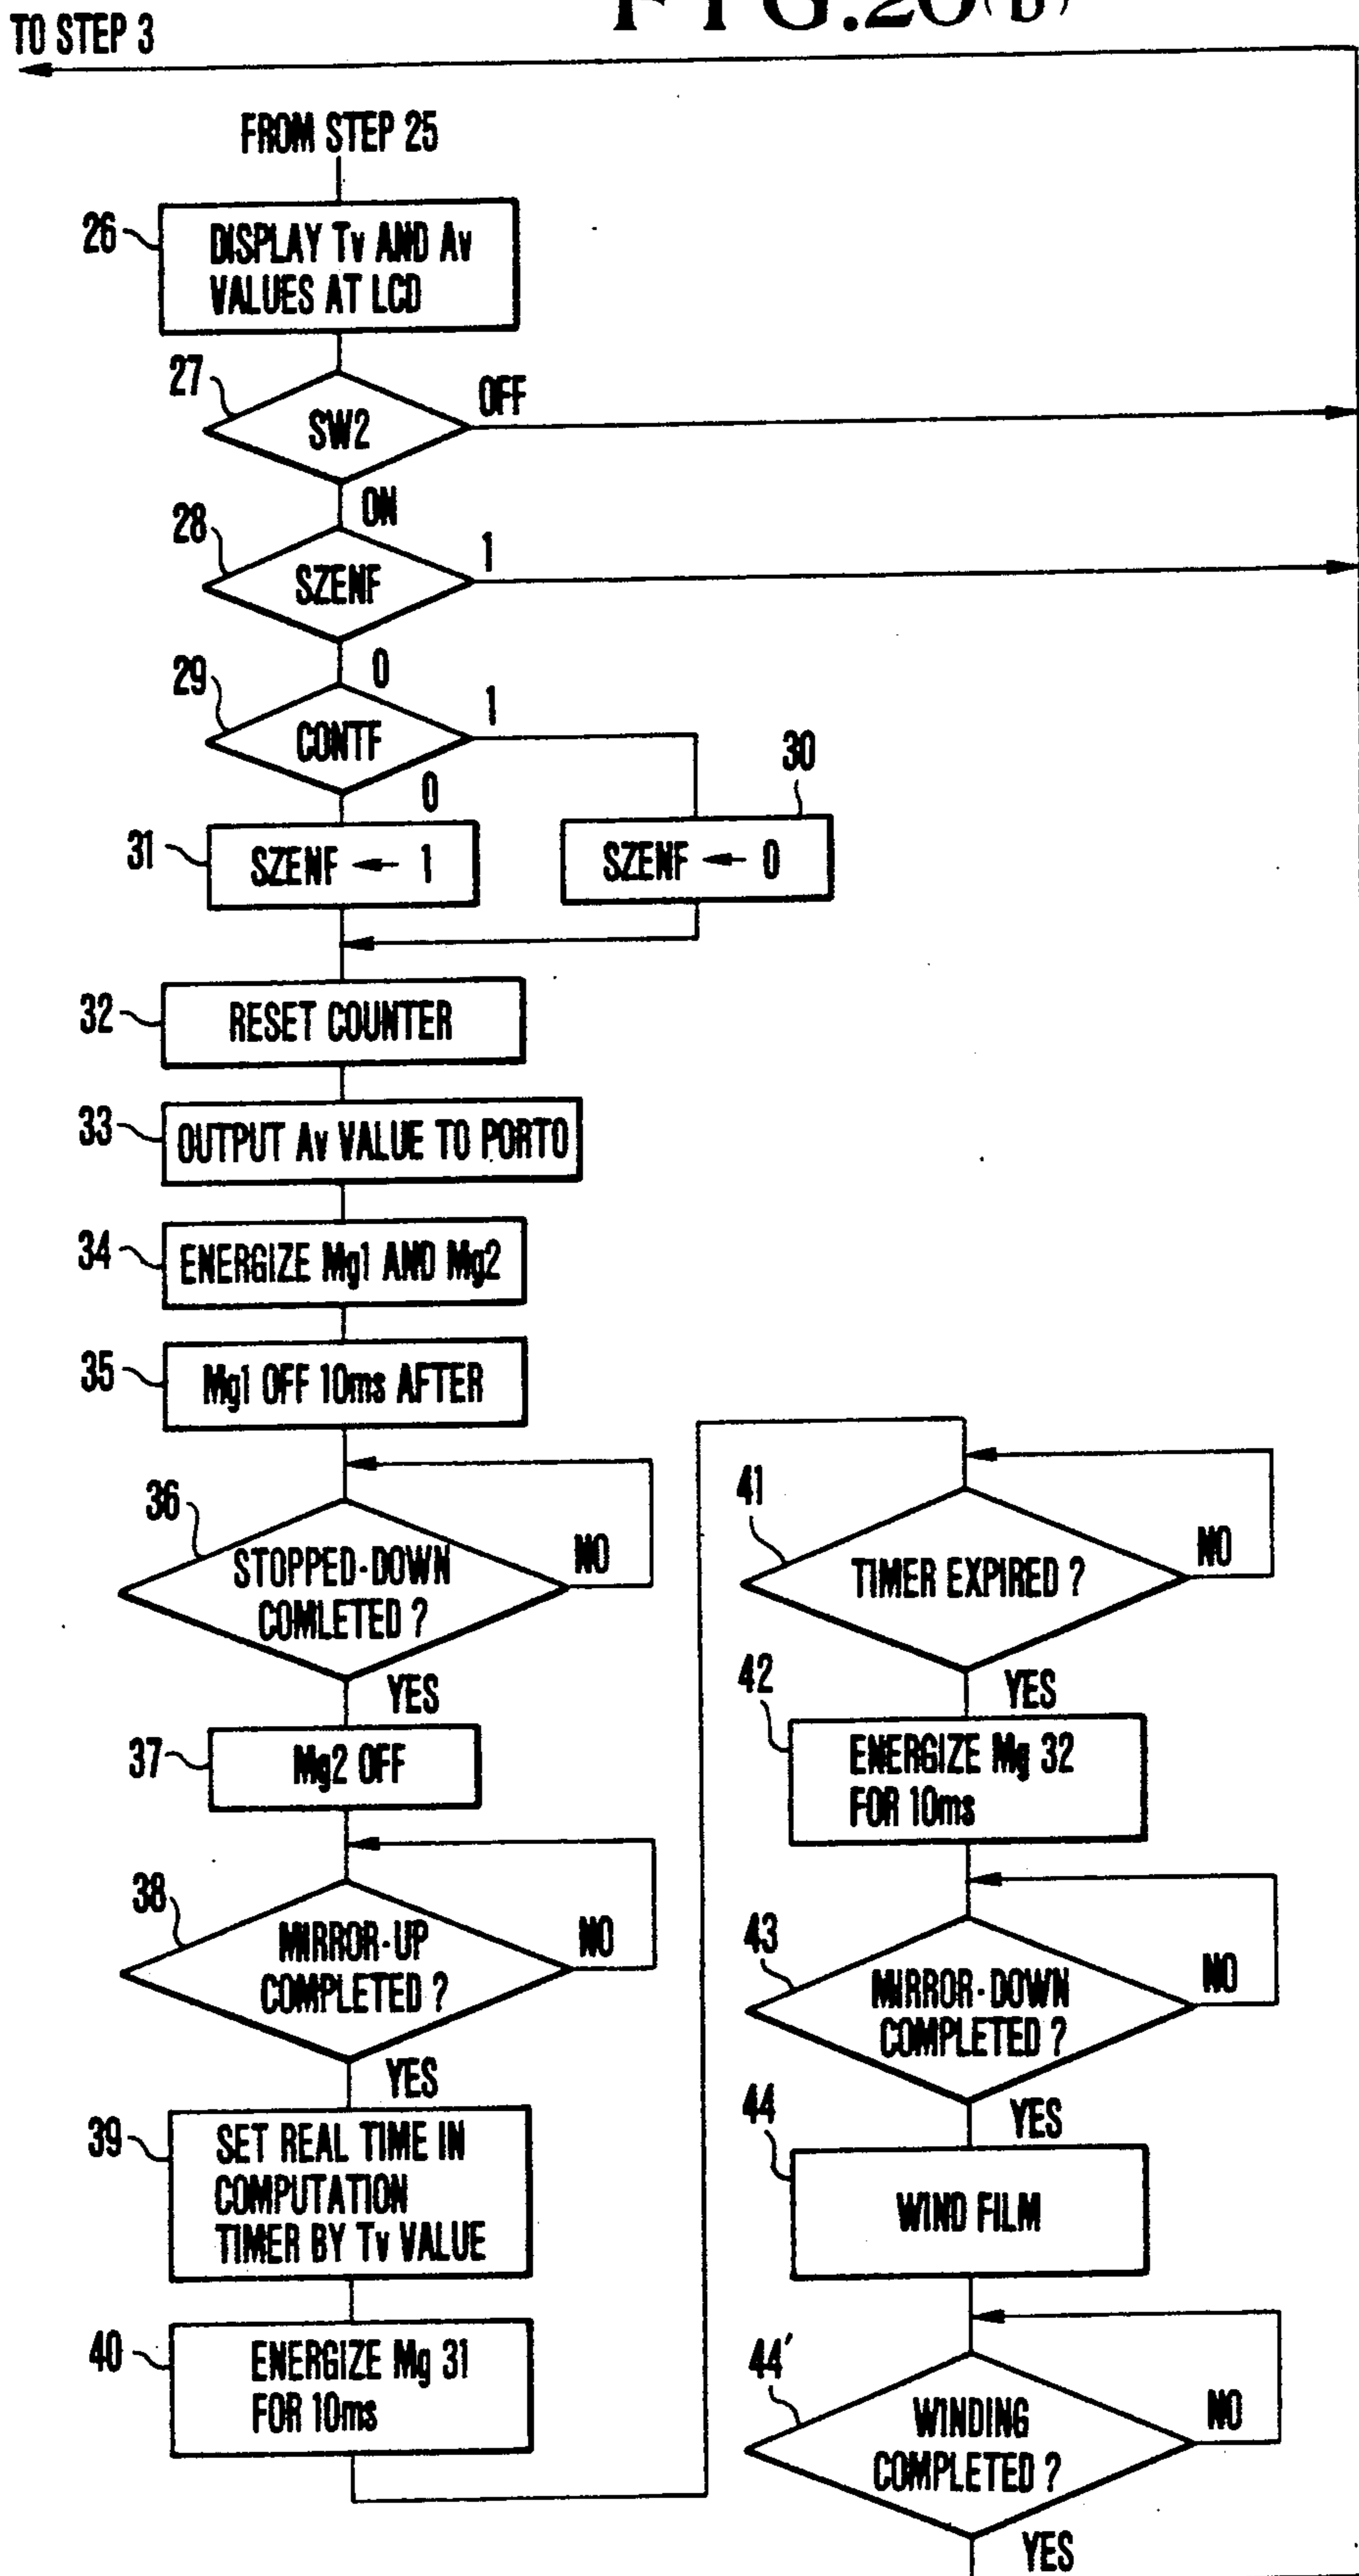 FIG.20(b)
TO STEP 3
FROM STEP 25
26
DISPLAY Tv AND Av
VALUES AT LCD
27
SW2
OFF
ON
28
SZENF
1
0
29
CONTF
1
0
30
SZENF ← 0
31
SZENF ← 1
32
RESET COUNTER
33
OUTPUT Av VALUE TO PORTO
34
ENERGIZE Mg1 AND Mg2
35
Mg1 OFF 10ms AFTER
36
STOPPED-DOWN
COMLETED ?
NO
YES
37
Mg2 OFF
38
MIRROR-UP
COMPLETED ?
NO
YES
39
SET REAL TIME IN
COMPUTATION
TIMER BY Tv VALUE
40
ENERGIZE Mg 31
FOR 10ms
41
TIMER EXPIRED ?
NO
YES
42
ENERGIZE Mg 32
FOR 10ms
43
MIRROR-DOWN
COMPLETED ?
NO
YES
44
WIND FILM
44′
WINDING
COMPLETED ?
NO
YES